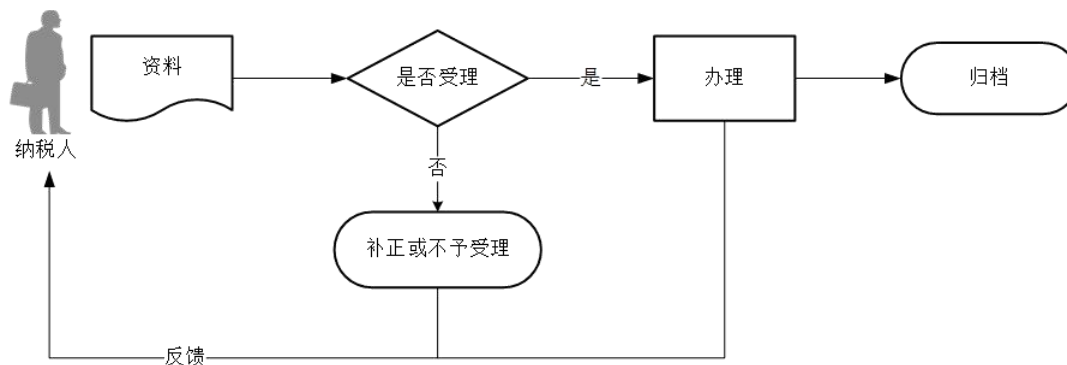 资料
是否受理
是
办理
归档
纳税人
否
补正或不予受理
反馈